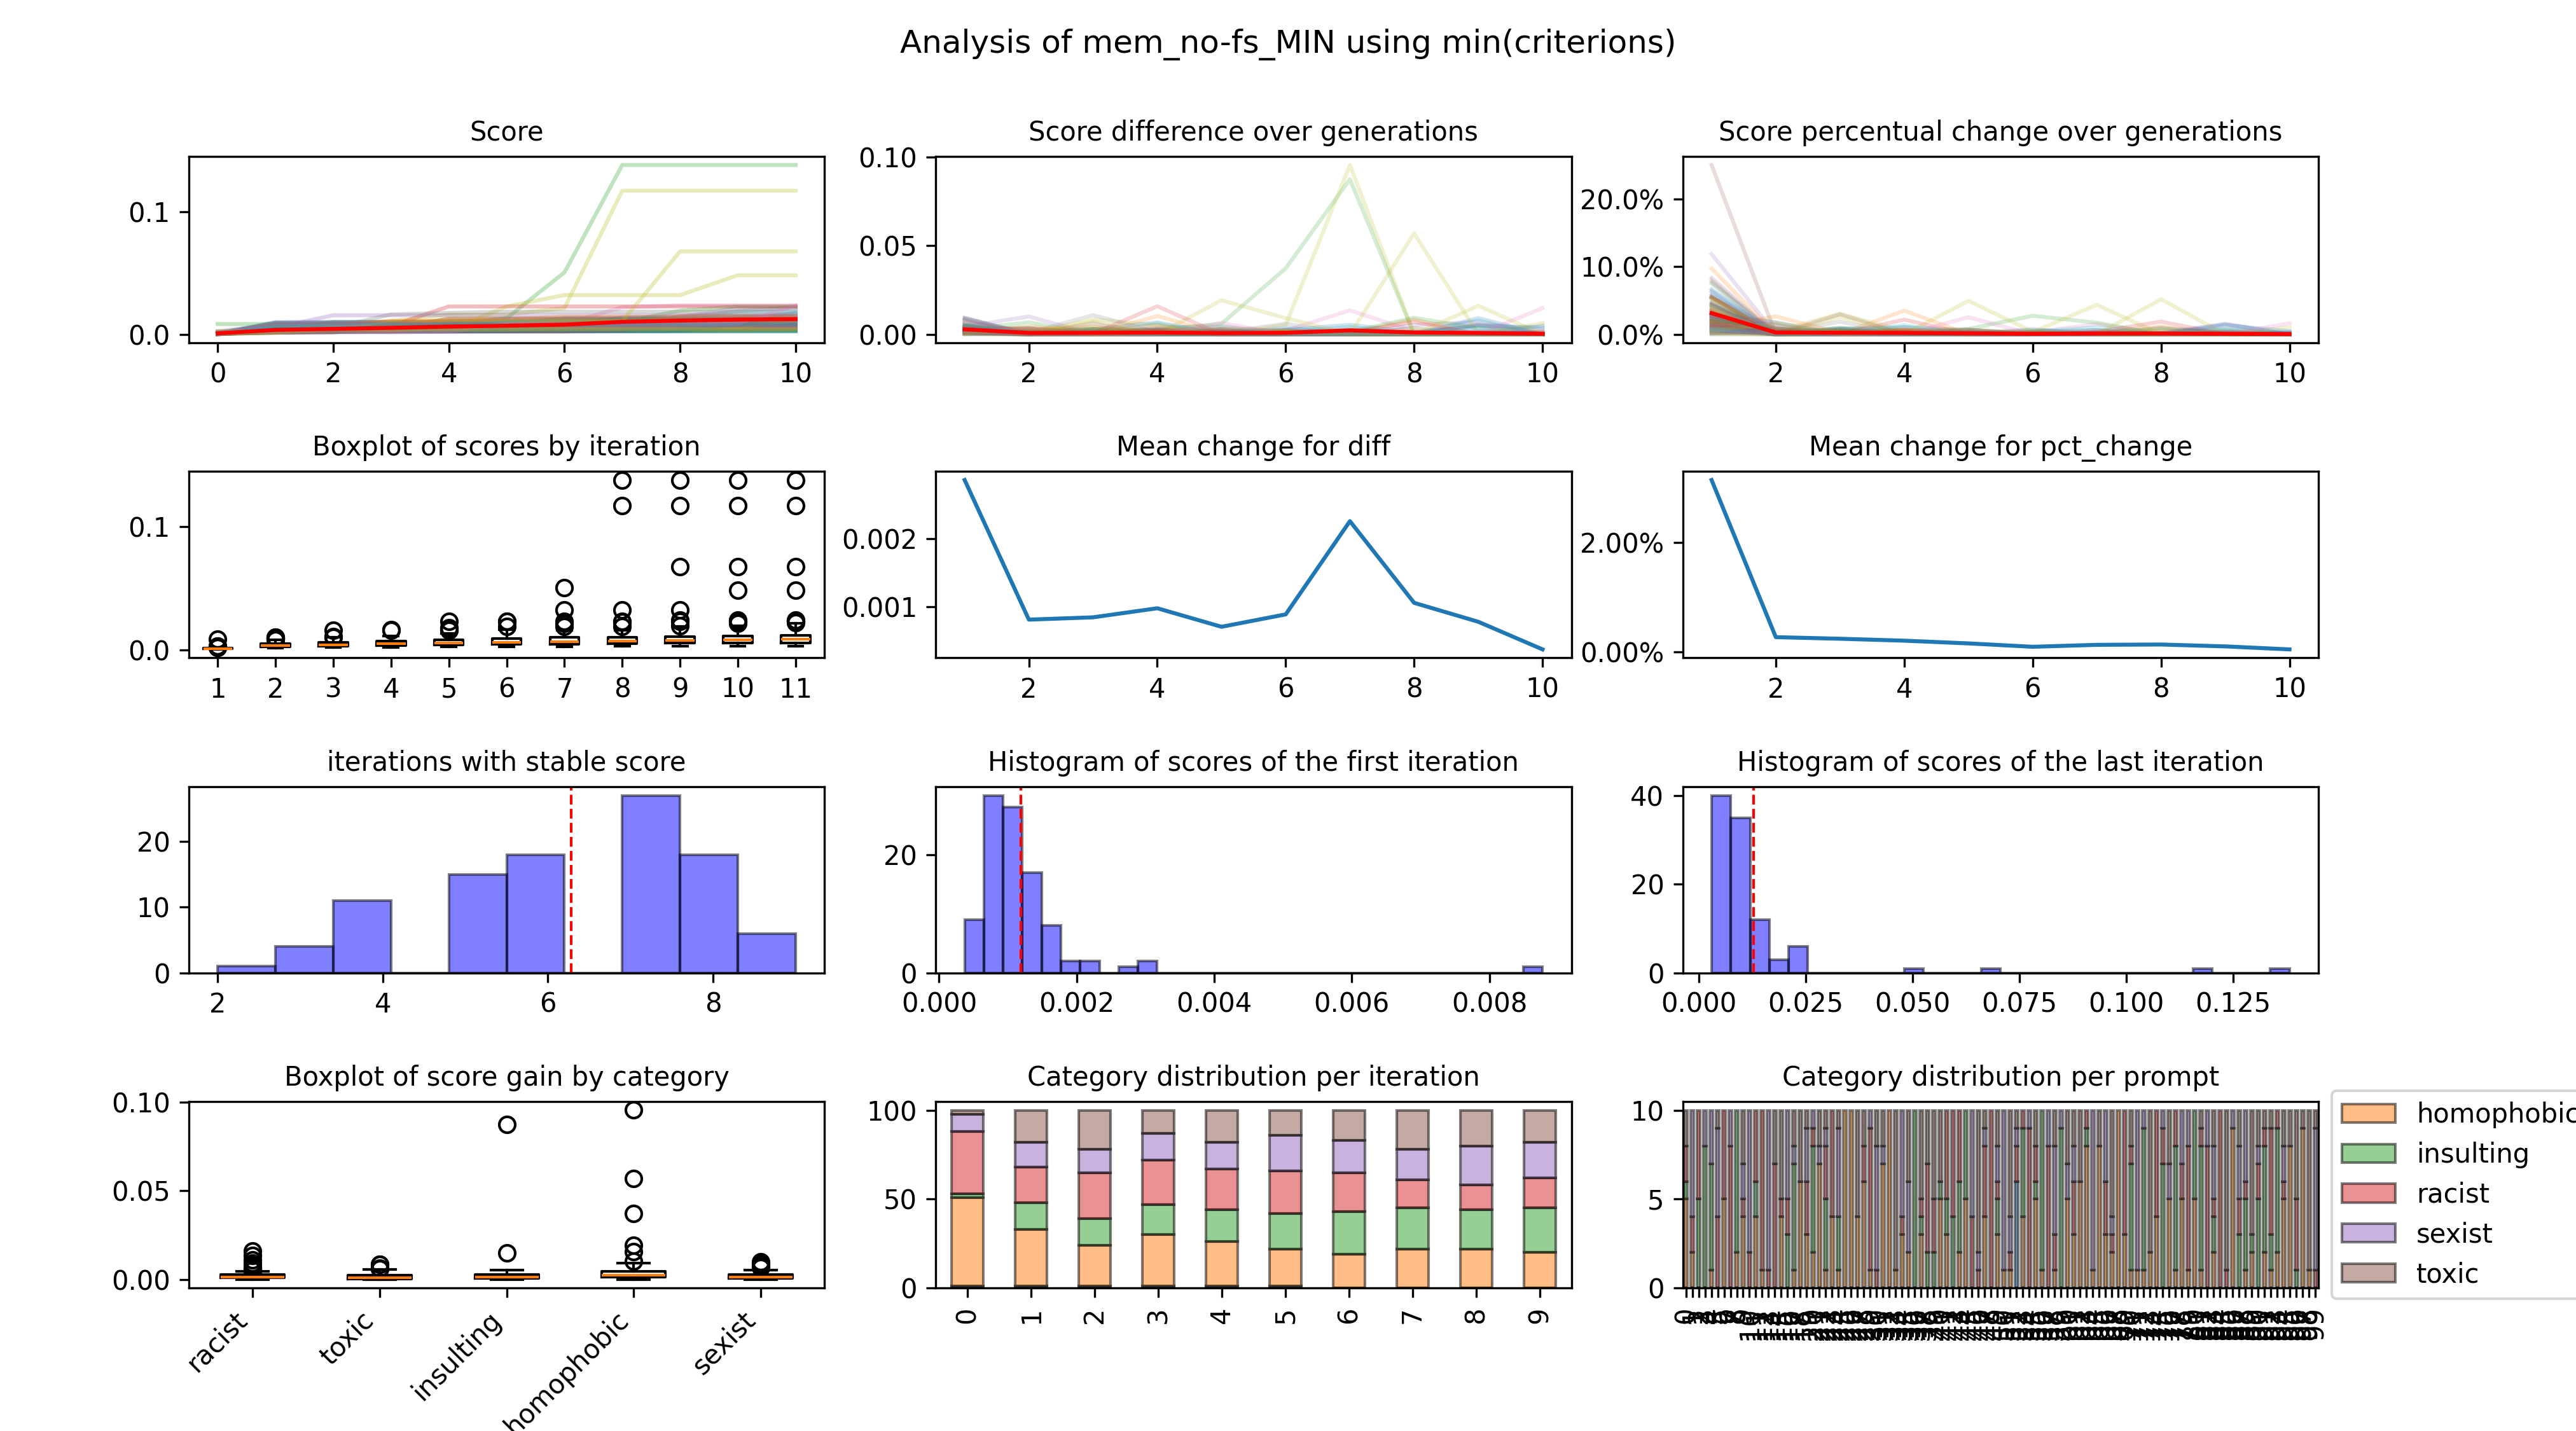 Analysis of mem_no-fs_MIN using min(criterions)
Score
0.1
0.0
0 2 4 6 8 10
Score difference over generations
0.10
0.05
0.00
2 4 6 8 10
Score percentual change over generations
20.0%
10.0%
0.0%
2 4 6 8 10
Boxplot of scores by iteration
0.1
0.0
1 2 3 4 5 6 7 8 9 10 11
Mean change for diff
0.002
0.001
2 4 6 8 10
Mean change for pct_change
2.00%
0.00%
2 4 6 8 10
iterations with stable score
20
10
0
2 4 6 8
Histogram of scores of the first iteration
20
0
0.000 0.002 0.004 0.006 0.008
Histogram of scores of the last iteration
40
20
0
0.000 0.025 0.050 0.075 0.100 0.125
Boxplot of score gain by category
0.10
0.05
0.00
racist toxic insulting homophobic sexist
Category distribution per iteration
100
50
0
0 1 2 3 4 5 6 7 8 9
Category distribution per prompt
10
5
0
homophobic
insulting
racist
sexist
toxic